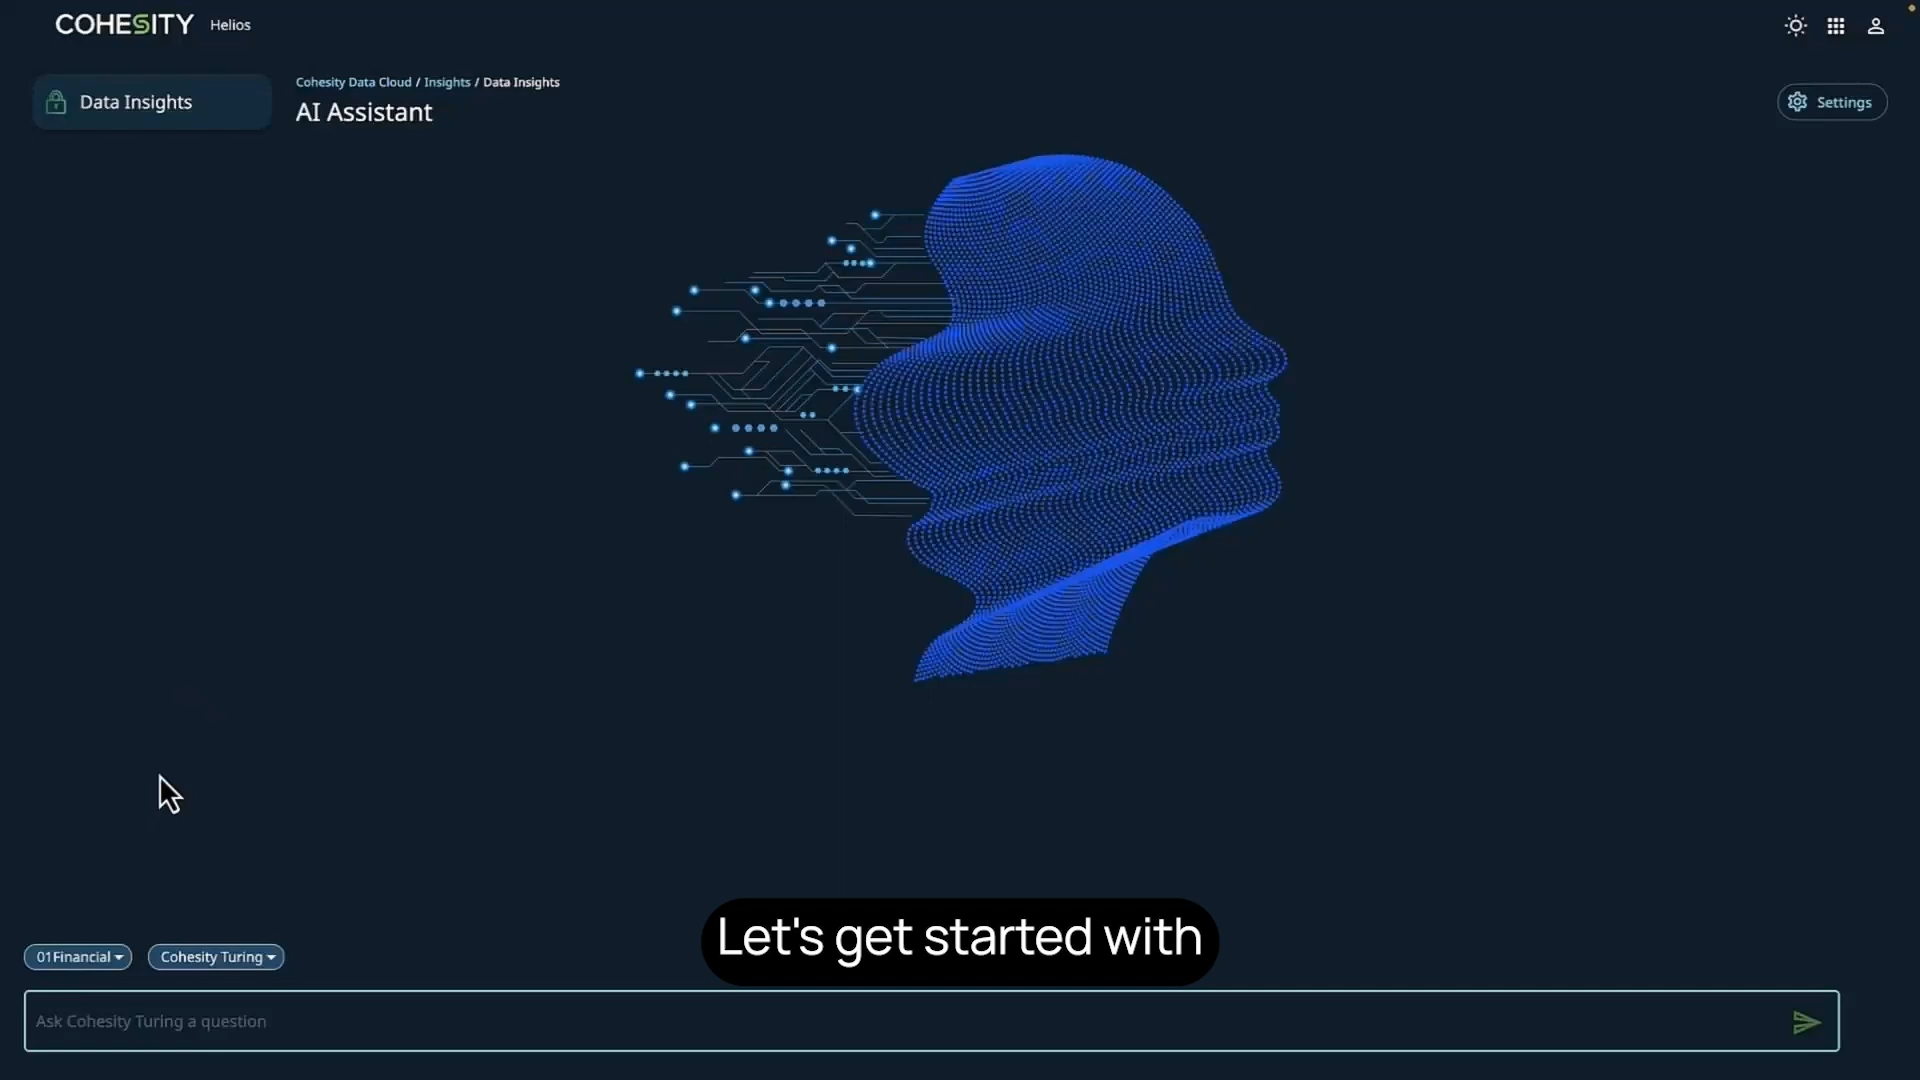 COHESITY Helios
Data Insights
Cohesity Data Cloud / Insights / Data Insights
AI Assistant
Settings
Let's get started with
01Financial
Cohesity Turing
Ask Cohesity Turing a question